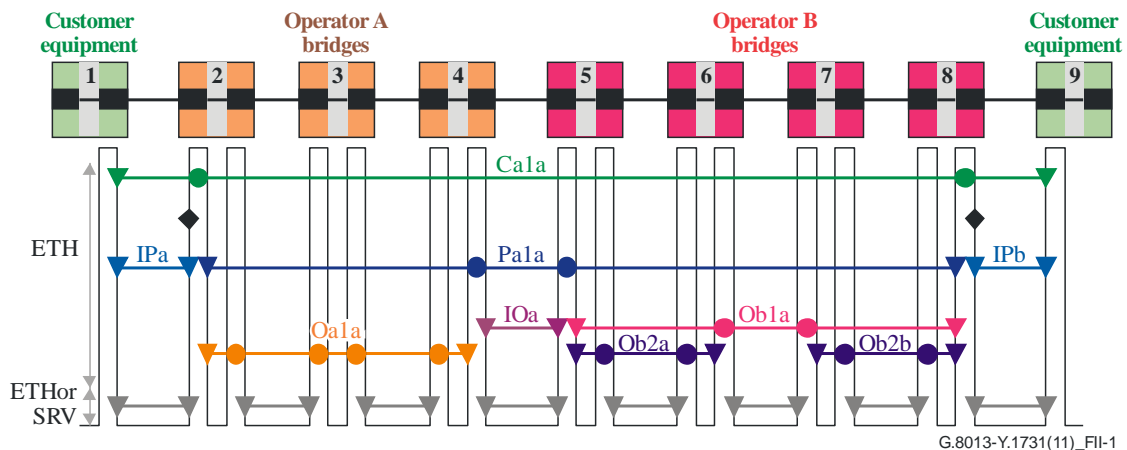 Customer
equipment
Operator A
bridges
Operator B
bridges
Customer
equipment
1
2
3
4
5
6
7
8
9
Ca1a
ETH
IPa
Pa1a
IPb
IOa
Ob1a
Oa1a
Ob2a
Ob2b
ETHor
SRV
G.8013-Y.1731(11)_FII-1